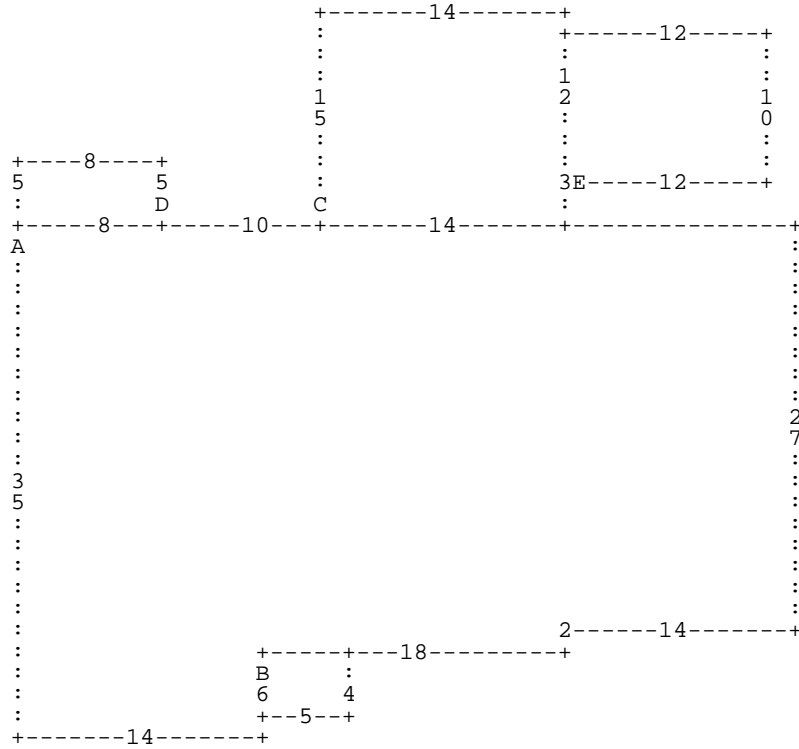 +-------14--------+
                     :                 +------12-----+
                     :                 :             :
                     :                 1             :
                     1                 2             1
                     5                 :             0
                     :                 :             :
+----8----+          :                 :             :
5         5          :                 3E-----12-----+
:         D          C                 :
+-----8---+-----10---+-------14--------+---------------+
A                                                      :
:                                                      :
:                                                      :
:                                                      :
:                                                      :
:                                                      :
:                                                      :
:                                                      :
:                                                      2
:                                                      7
:                                                      :
3                                                      :
5                                                      :
:                                                      :
:                                                      :
:                                                      :
:                                                      :
:                                                      :
:                                      2------14-------+
:                +-----+---18----------+
:                B     :
:                6     4
:                +--5--+
+-------14-------+